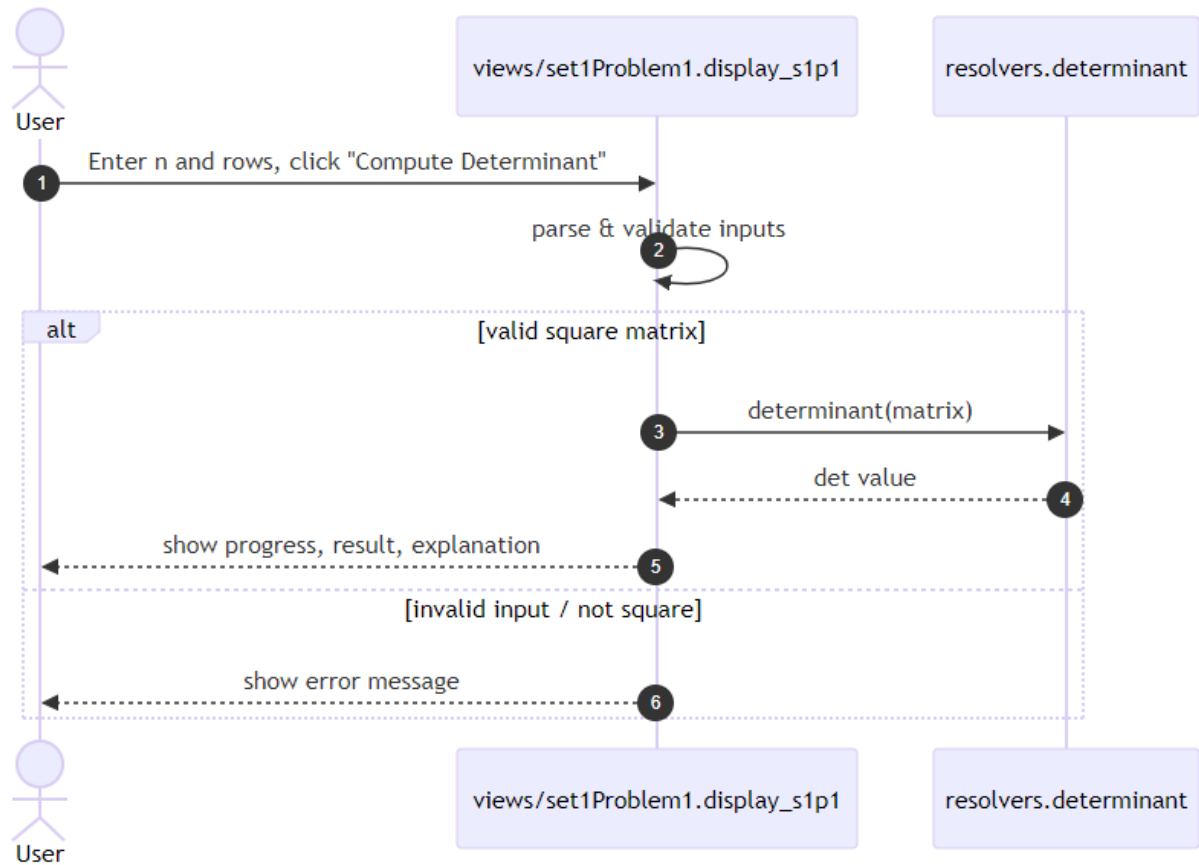 views/set1Problem1.display_s1p1
resolvers.determinant
User
Enter n and rows, click "Compute Determinant"
1
parse & validate inputs
2
alt
[valid square matrix]
determinant(matrix)
3
det value
4
show progress, result, explanation
5
[invalid input / not square]
show error message
6
views/set1Problem1.display_s1p1
resolvers.determinant
User